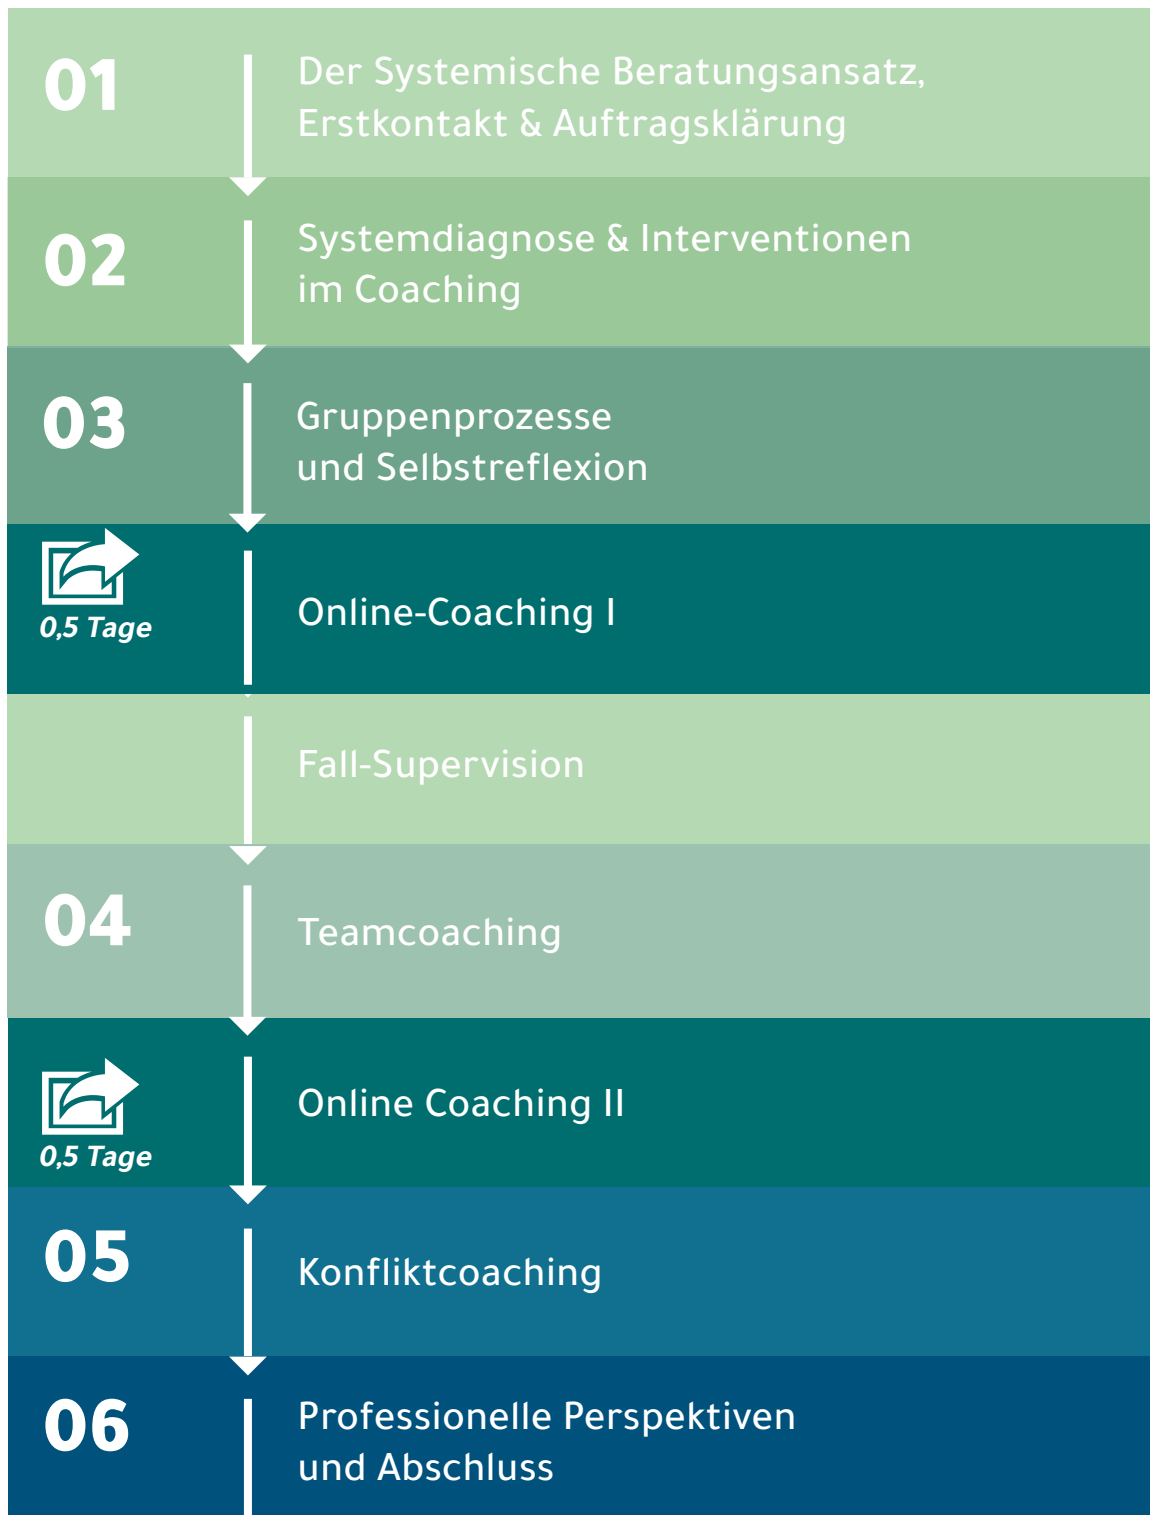 01
Der Systemische Beratungsansatz,
Erstkontakt & Auftragsklärung
02
Systemdiagnose & Interventionen
im Coaching
03
Gruppenprozesse
und Selbstreflexion
0,5 Tage
Online-Coaching I
Fall-Supervision
04
Teamcoaching
0,5 Tage
Online Coaching II
05
Konfliktcoaching
06
Professionelle Perspektiven
und Abschluss